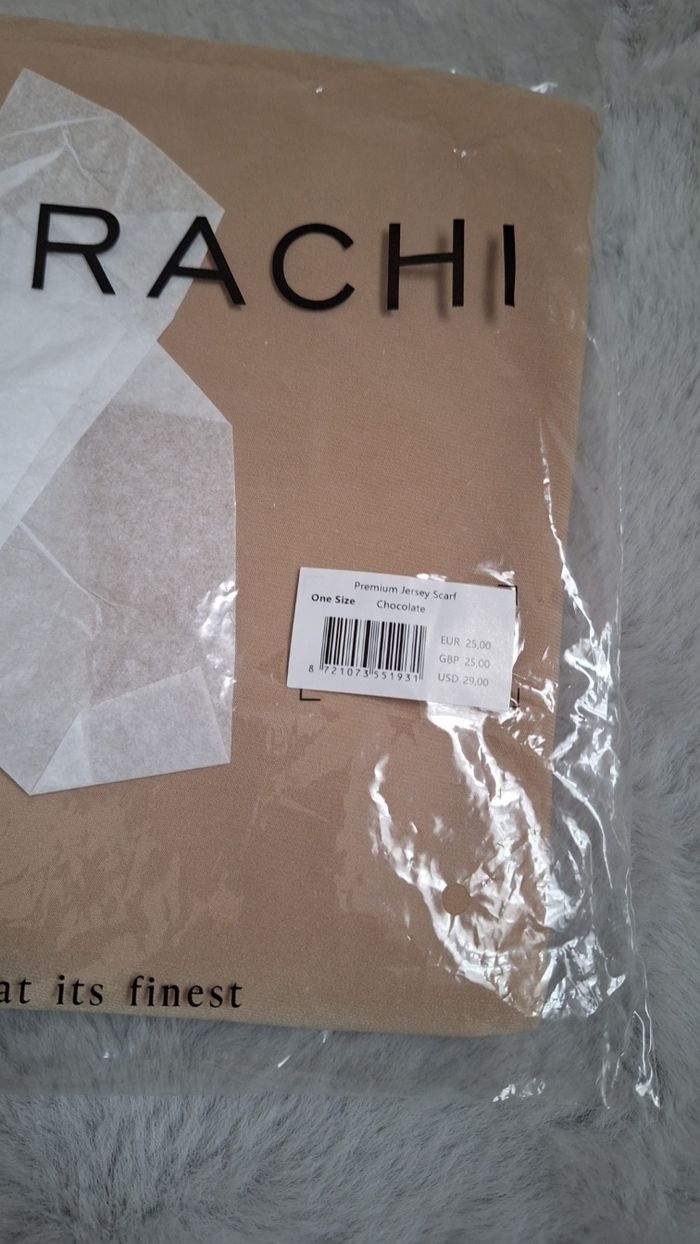 RACHI
Premium Jersey Scarf
One Size Chocolate
EUR 25,00
GBP 25,00
USD 29,00
8 721073 551931
at its finest